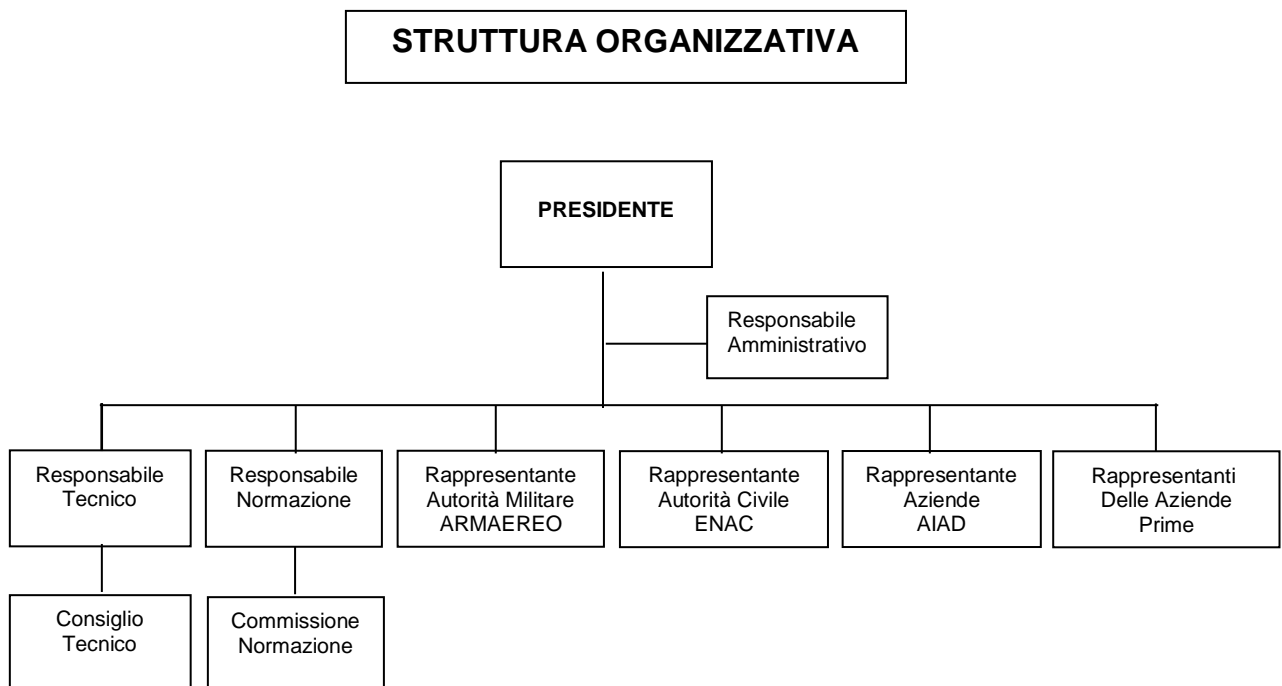 STRUTTURA ORGANIZZATIVA
PRESIDENTE
Responsabile
Amministrativo
Responsabile
Tecnico
Responsabile
Normazione
Rappresentante
Autorità Militare
ARMAEREO
Rappresentante
Autorità Civile
ENAC
Rappresentante
Aziende
AIAD
Rappresentanti
Delle Aziende
Prime
Consiglio
Tecnico
Commissione
Normazione